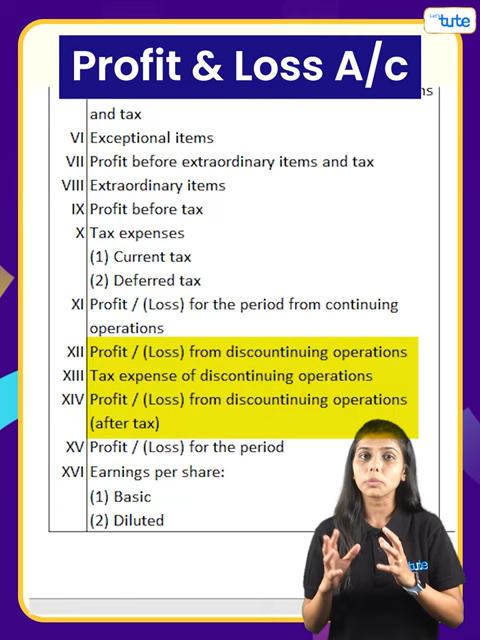 Let's
tute
Profit & Loss A/c
ns
and tax
VI Exceptional items
VII Profit before extraordinary items and tax
VIII Extraordinary items
IX Profit before tax
X Tax expenses
(1) Current tax
(2) Deferred tax
XI Profit / (Loss) for the period from continuing
operations
XII Profit / (Loss) from discountinuing operations
XIII Tax expense of discontinuing operations
XIV Profit / (Loss) from discountinuing operations
(after tax)
XV Profit / (Loss) for the period
XVI Earnings per share:
(1) Basic
(2) Diluted
tute